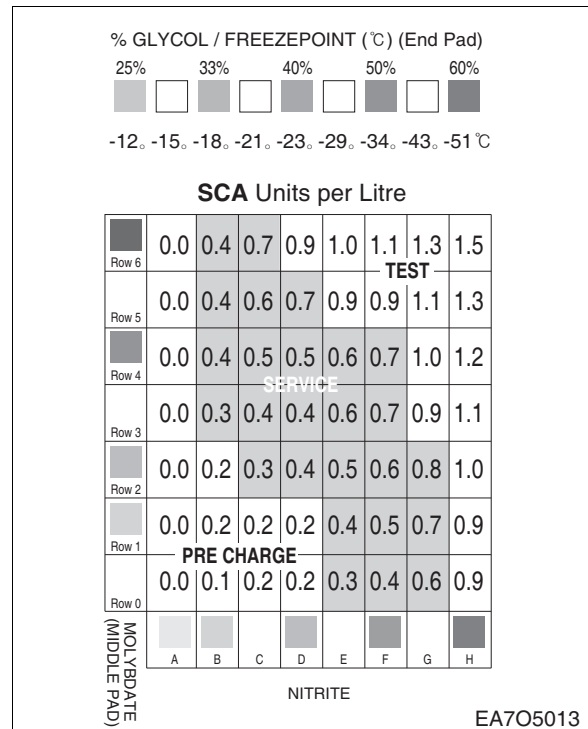 % GLYCOL / FREEZEPOINT (℃) (End Pad)
25% 33% 40% 50% 60%
-12。 -15。 -18。 -21。 -23。 -29。 -34。 -43。 -51℃
SCA Units per Litre
Row 6 0.0 0.4 0.7 0.9 1.0 1.1 1.3 1.5
TEST
Row 5 0.0 0.4 0.6 0.7 0.9 0.9 1.1 1.3
Row 4 0.0 0.4 0.5 0.5 0.6 0.7 1.0 1.2
SERVICE
Row 3 0.0 0.3 0.4 0.4 0.6 0.7 0.9 1.1
Row 2 0.0 0.2 0.3 0.4 0.5 0.6 0.8 1.0
Row 1 0.0 0.2 0.2 0.2 0.4 0.5 0.7 0.9
PRE CHARGE
Row 0 0.0 0.1 0.2 0.2 0.3 0.4 0.6 0.9
MOLYBDATE
(MIDDLE PAD)
A B C D E F G H
NITRITE
EA7O5013